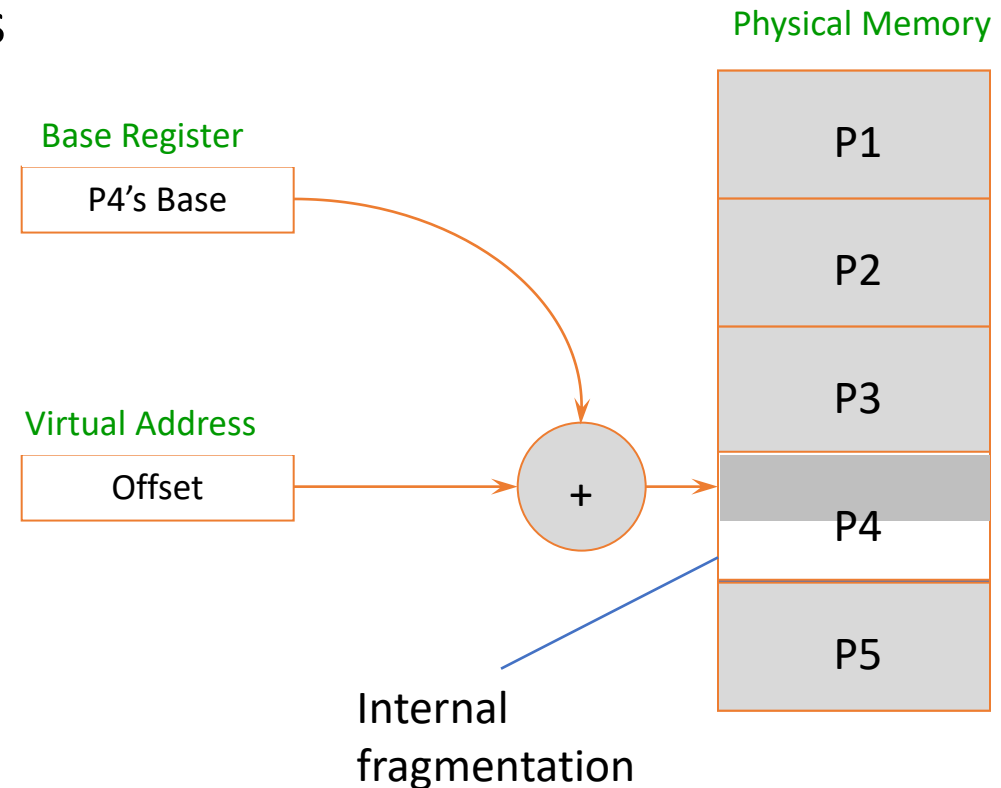 s
Physical Memory
Base Register
P4's Base
Virtual Address
Offset
+
P1
P2
P3
P4
P5
Internal
fragmentation